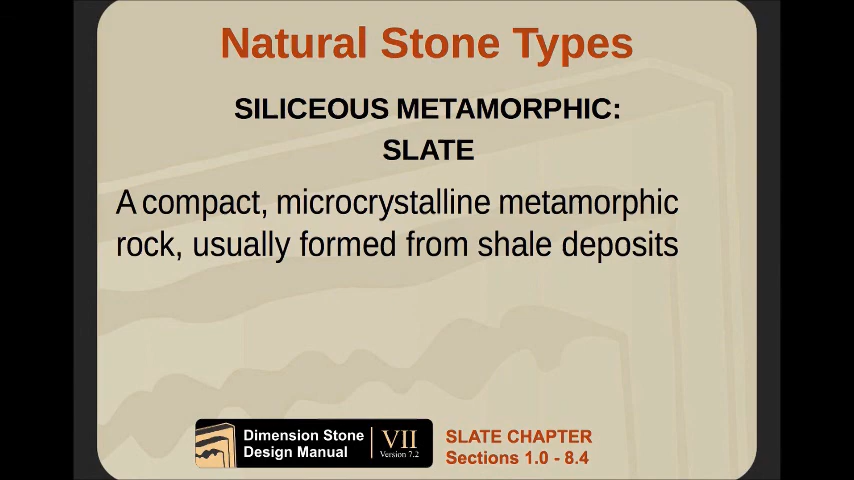 Natural Stone Types
SILICEOUS METAMORPHIC:
SLATE
A compact, microcrystalline metamorphic
rock, usually formed from shale deposits
Dimension Stone
Design Manual
VII
Version 7.2
SLATE CHAPTER
Sections 1.0 - 8.4